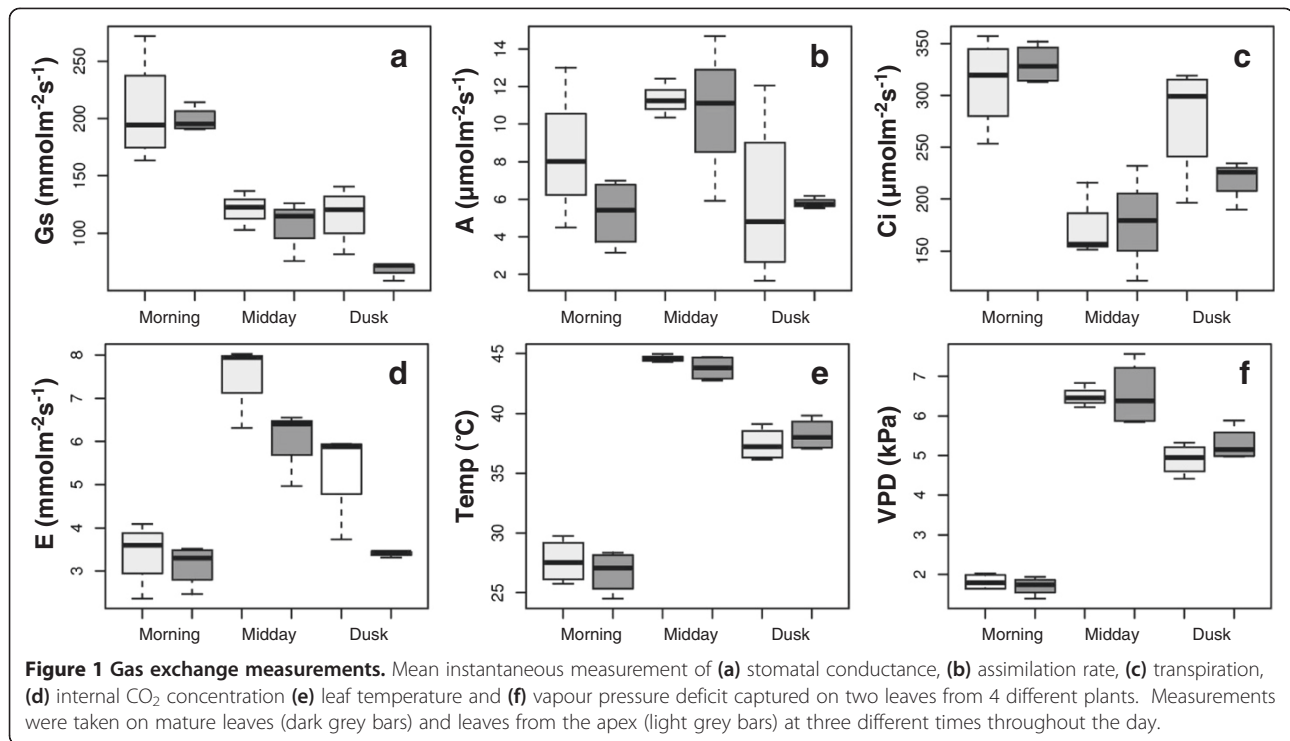 a
Gs (mmolm⁻²s⁻¹)
100 150 200 250
Morning Midday Dusk
b
A (µmolm⁻²s⁻¹)
2 4 6 8 10 12 14
Morning Midday Dusk
c
Ci (µmolm⁻²s⁻¹)
150 200 250 300 350
Morning Midday Dusk
d
E (mmolm⁻²s⁻¹)
3 4 5 6 7 8
Morning Midday Dusk
e
Temp (°C)
25 30 35 40 45
Morning Midday Dusk
f
VPD (kPa)
2 3 4 5 6 7
Morning Midday Dusk
Figure 1 Gas exchange measurements. Mean instantaneous measurement of (a) stomatal conductance, (b) assimilation rate, (c) transpiration,
(d) internal CO₂ concentration (e) leaf temperature and (f) vapour pressure deficit captured on two leaves from 4 different plants. Measurements
were taken on mature leaves (dark grey bars) and leaves from the apex (light grey bars) at three different times throughout the day.